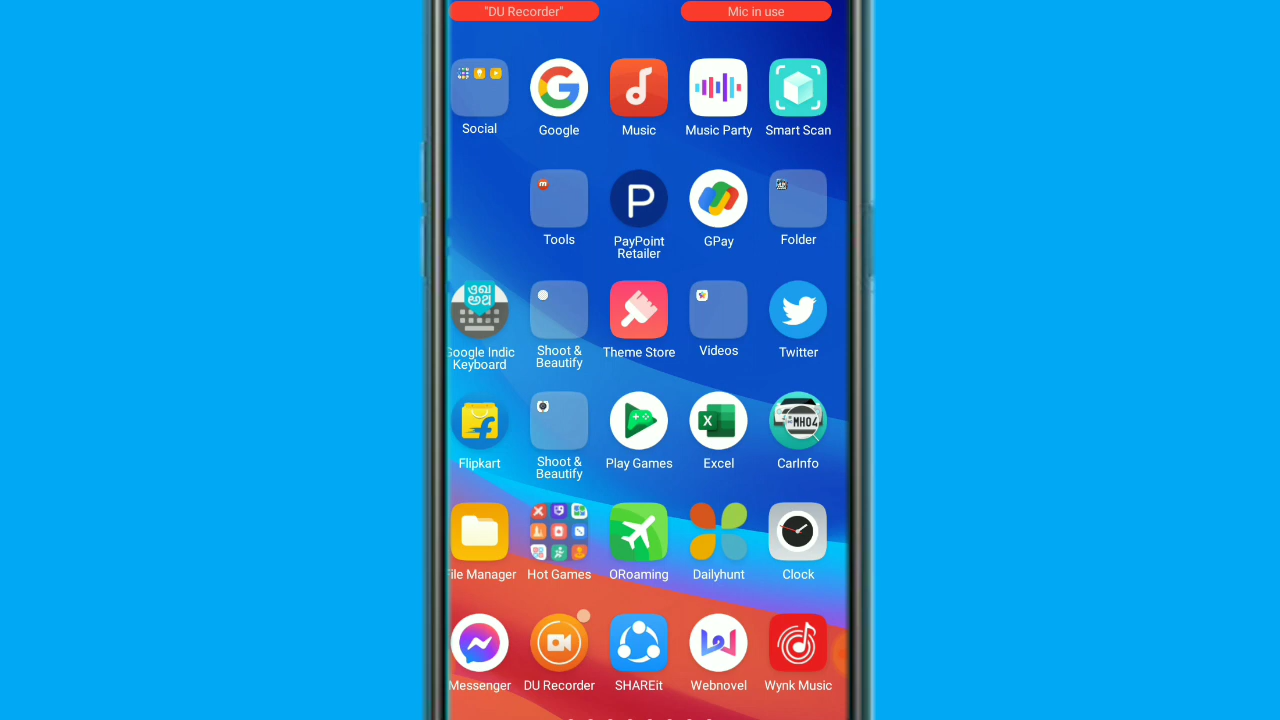 "DU Recorder" Mic in use
Social Google Music Music Party Smart Scan
Tools PayPoint Retailer GPay Folder
Google Indic Keyboard Shoot & Beautify Theme Store Videos Twitter
Flipkart Shoot & Beautify Play Games Excel CarInfo
MH04
File Manager Hot Games ORoaming Dailyhunt Clock
Messenger DU Recorder SHAREit Webnovel Wynk Music